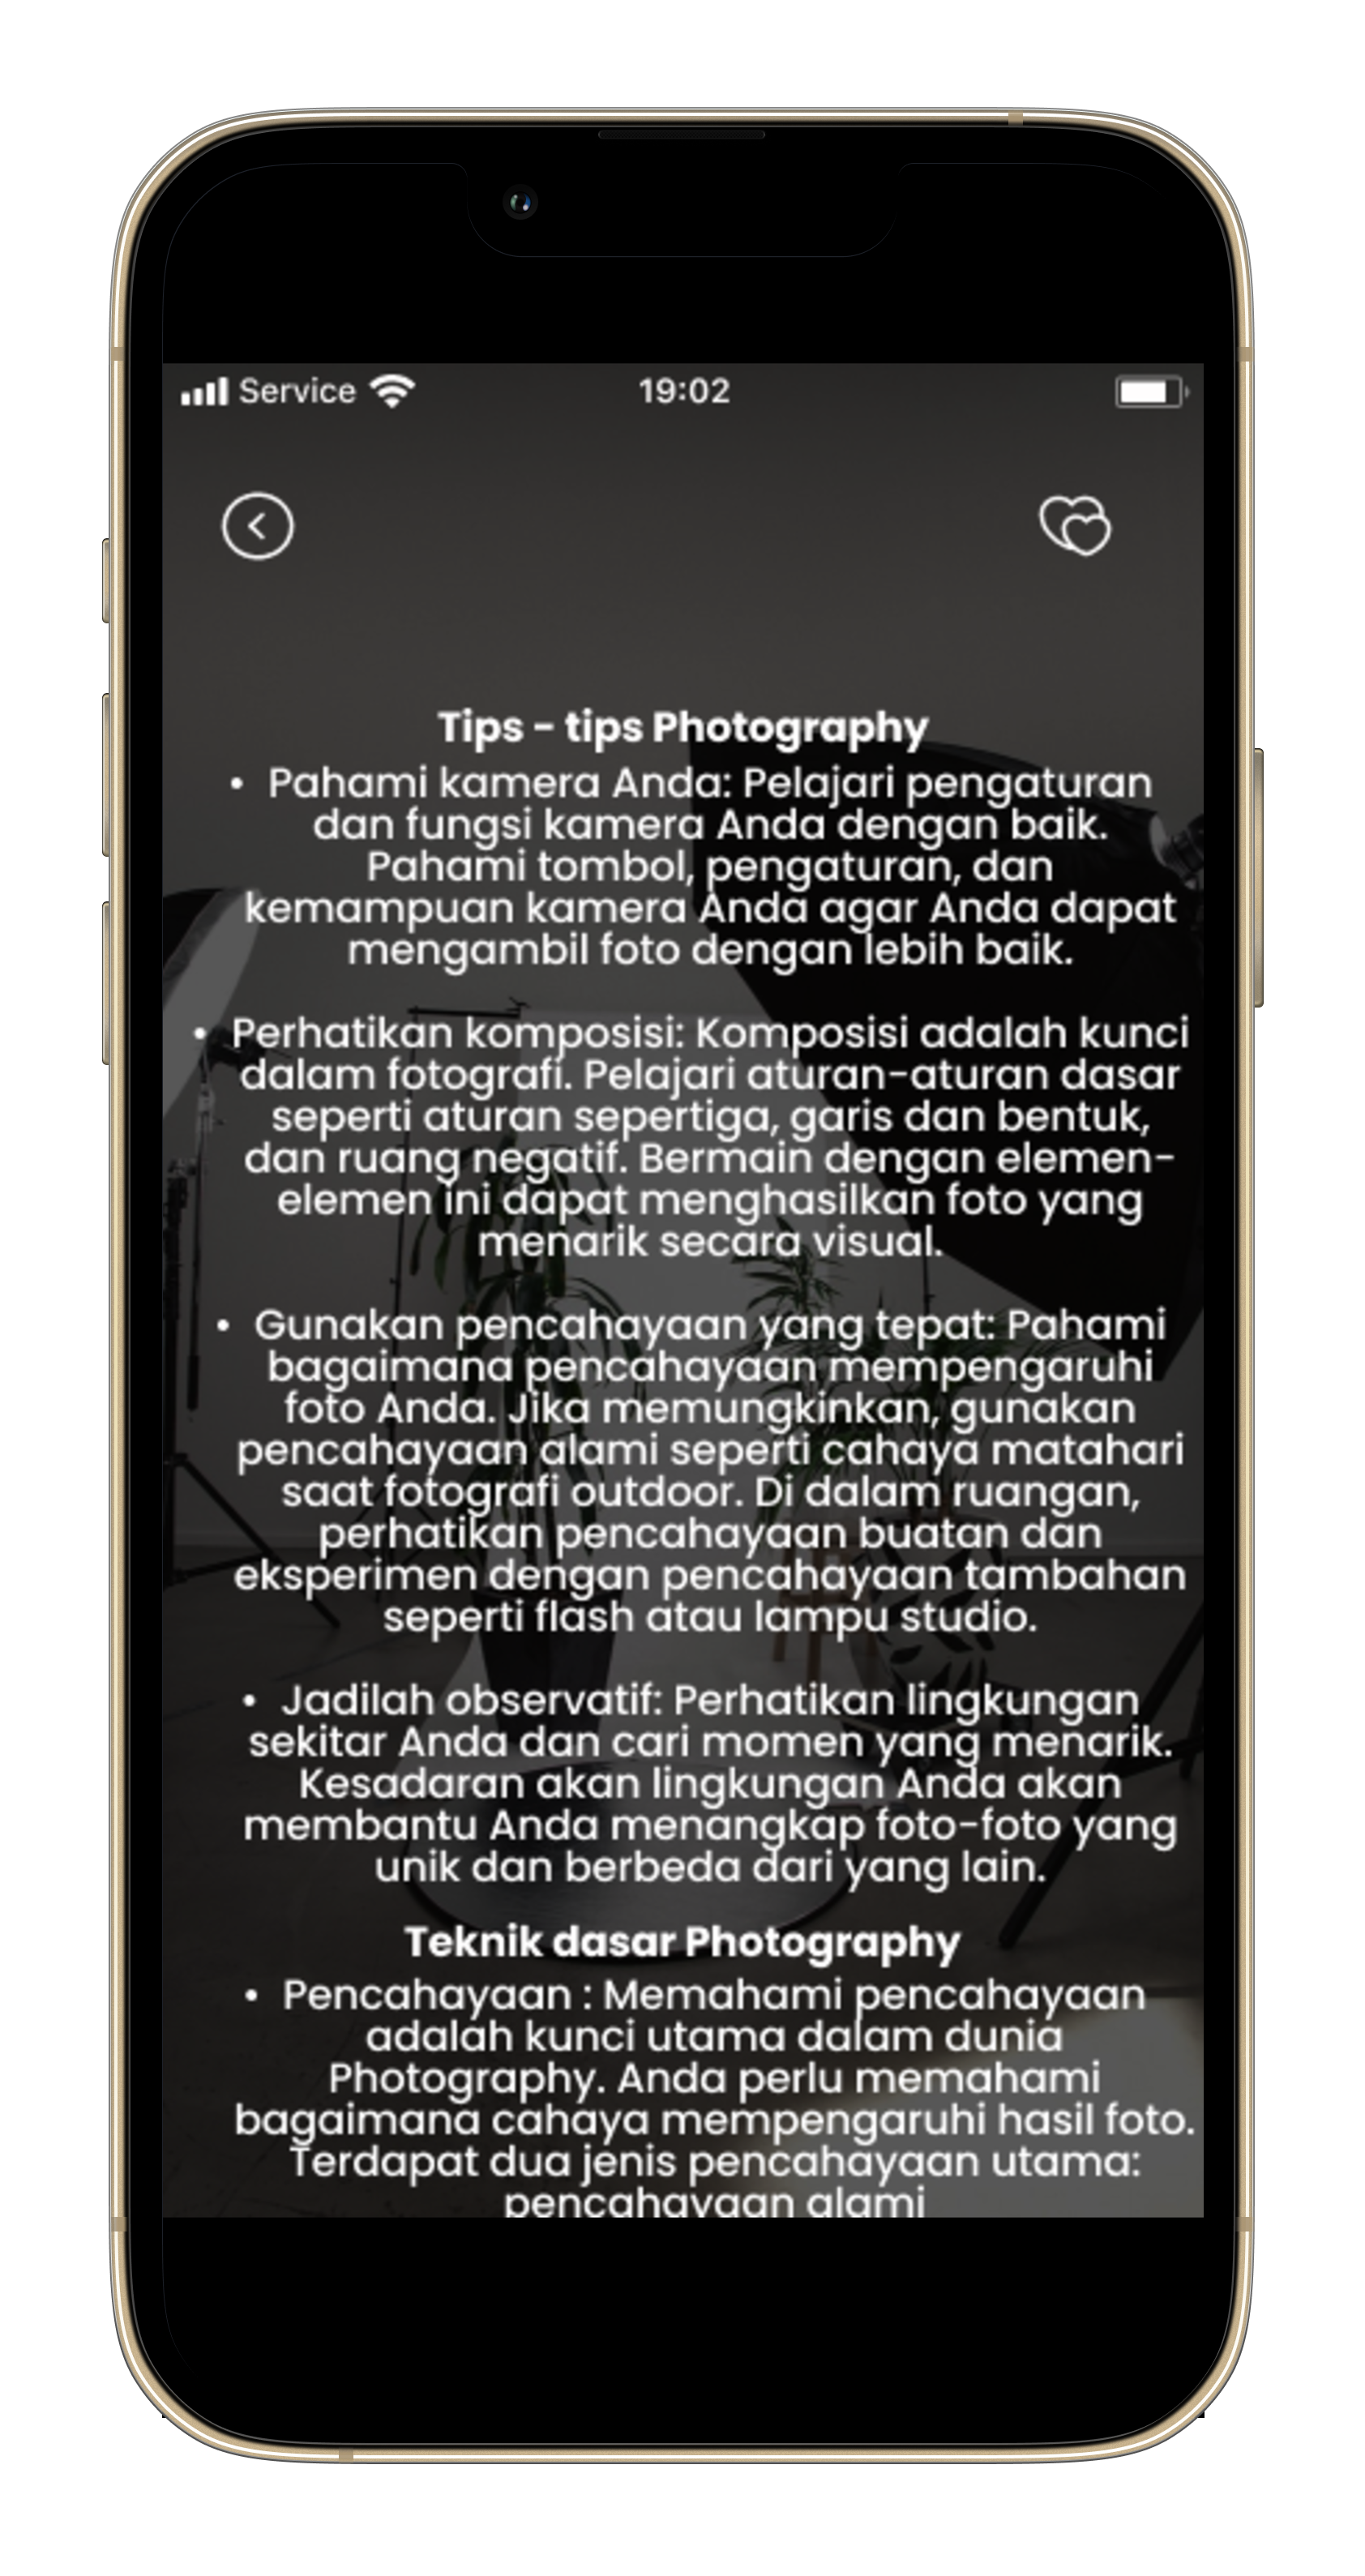 Service
19:02
Tips - tips Photography
• Pahami kamera Anda: Pelajari pengaturan
dan fungsi kamera Anda dengan baik.
Pahami tombol, pengaturan, dan
kemampuan kamera Anda agar Anda dapat
mengambil foto dengan lebih baik.
• Perhatikan komposisi: Komposisi adalah kunci
dalam fotografi. Pelajari aturan-aturan dasar
seperti aturan sepertiga, garis dan bentuk,
dan ruang negatif. Bermain dengan elemen-
elemen ini dapat menghasilkan foto yang
menarik secara visual.
• Gunakan pencahayaan yang tepat: Pahami
bagaimana pencahayaan mempengaruhi
foto Anda. Jika memungkinkan, gunakan
pencahayaan alami seperti cahaya matahari
saat fotografi outdoor. Di dalam ruangan,
perhatikan pencahayaan buatan dan
eksperimen dengan pencahayaan tambahan
seperti flash atau lampu studio.
• Jadilah observatif: Perhatikan lingkungan
sekitar Anda dan cari momen yang menarik.
Kesadaran akan lingkungan Anda akan
membantu Anda menangkap foto-foto yang
unik dan berbeda dari yang lain.
Teknik dasar Photography
• Pencahayaan : Memahami pencahayaan
adalah kunci utama dalam dunia
Photography. Anda perlu memahami
bagaimana cahaya mempengaruhi hasil foto.
Terdapat dua jenis pencahayaan utama:
pencahayaan alami